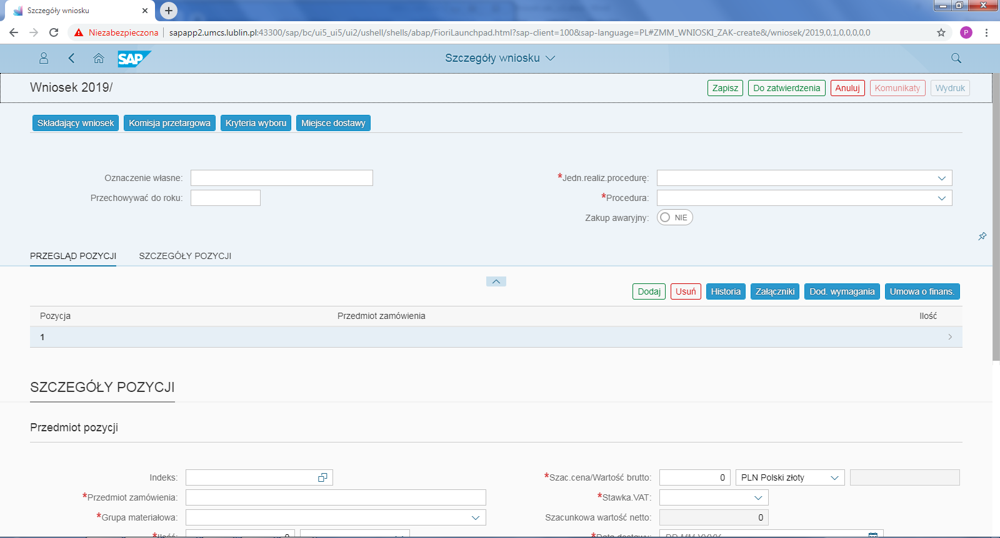 Szczegóły wniosku
Niezabezpieczona sapapp2.umcs.lublin.pl:43300/sap/bc/ui5_ui5/ui2/ushell/shells/abap/FioriLaunchpad.html?sap-client=100&sap-language=PL#ZMM_WNIOSKI_ZAK-create&/wniosek/2019,0,1,0,0,0,0,0 P
SAP Szczegóły wniosku
Wniosek 2019/ Zapisz Do zatwierdzenia Anuluj Komunikaty Wydruk
Składający wniosek Komisja przetargowa Kryteria wyboru Miejsce dostawy
Oznaczenie własne: *Jedn.realiz.procedurę:
Przechowywać do roku: *Procedura:
Zakup awaryjny: NIE
PRZEGLĄD POZYCJI SZCZEGÓŁY POZYCJI
Dodaj Usuń Historia Załączniki Dod. wymagania Umowa o finans.
Pozycja Przedmiot zamówienia Ilość
1
SZCZEGÓŁY POZYCJI
Przedmiot pozycji
Indeks: *Szac.cena/Wartość brutto: 0 PLN Polski złoty
*Przedmiot zamówienia: *Stawka.VAT:
*Grupa materiałowa: Szacunkowa wartość netto: 0
*Ilość: 0 *Data dostawy: DD.MM.YYYY